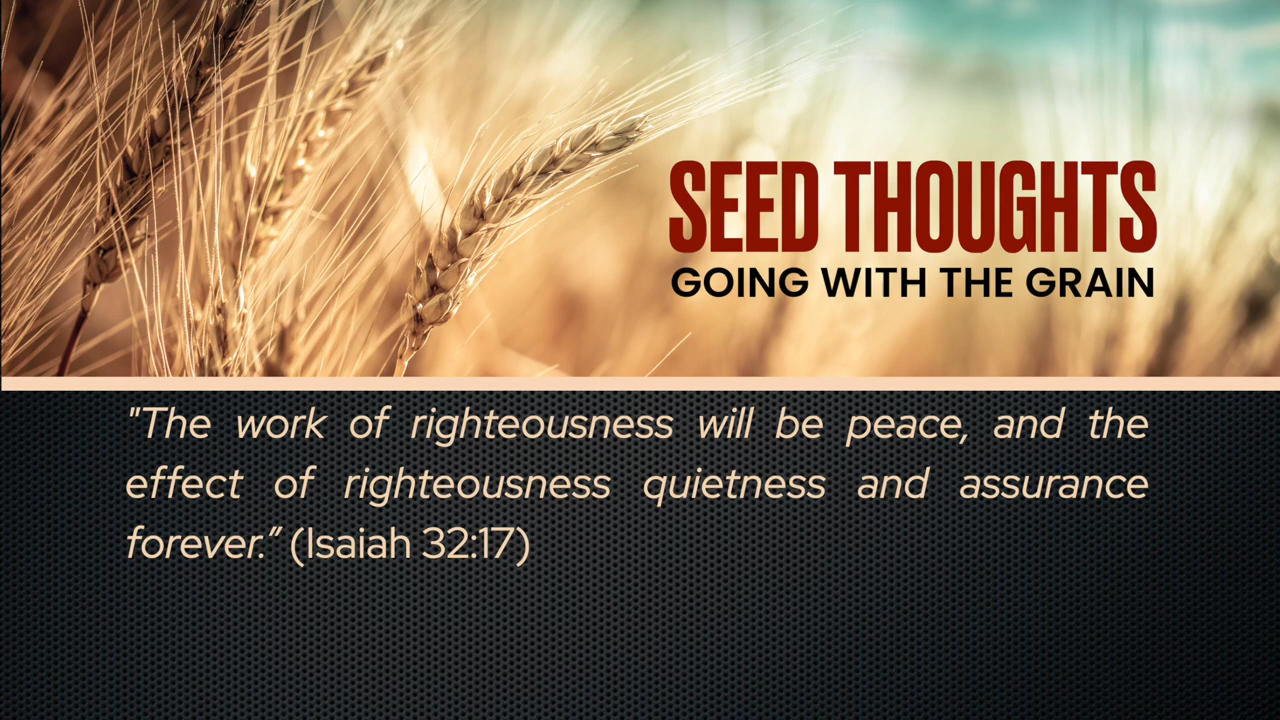 SEED THOUGHTS
GOING WITH THE GRAIN
"The work of righteousness will be peace, and the
effect of righteousness quietness and assurance
forever.” (Isaiah 32:17)